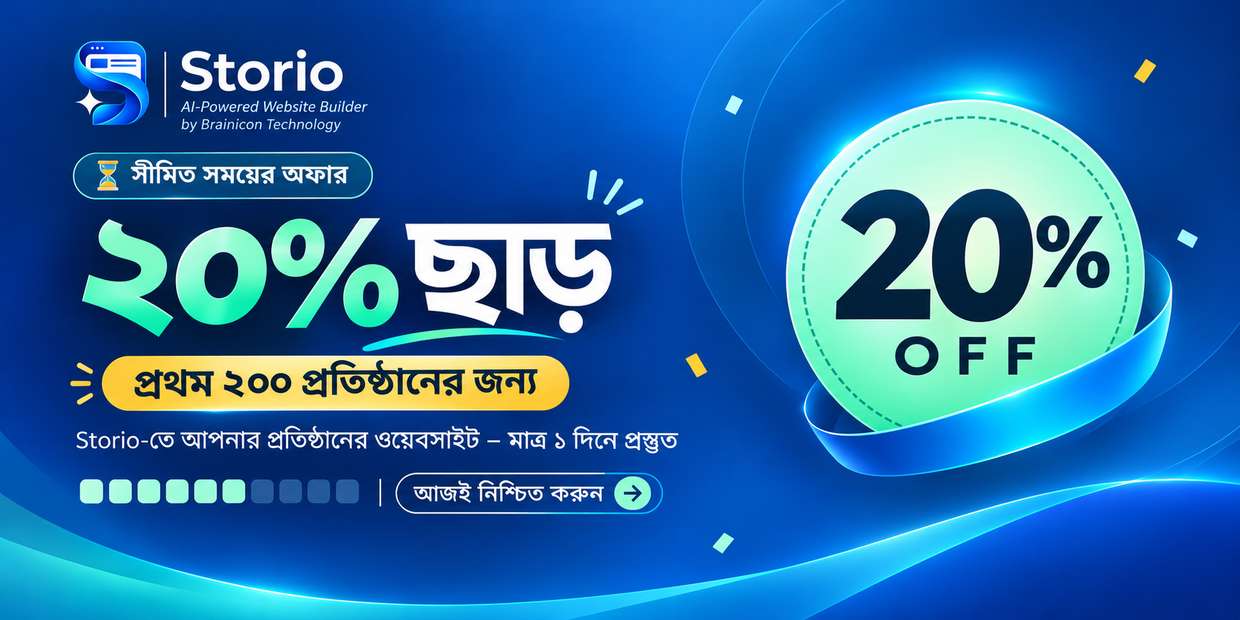 Storio
AI-Powered Website Builder
by Brainicon Technology
সীমিত সময়ের অফার
২০% ছাড়
প্রথম ২০০ প্রতিষ্ঠানের জন্য
Storio-তে আপনার প্রতিষ্ঠানের ওয়েবসাইট – মাত্র ১ দিনে প্রস্তুত
আজই নিশ্চিত করুন
20%
OFF